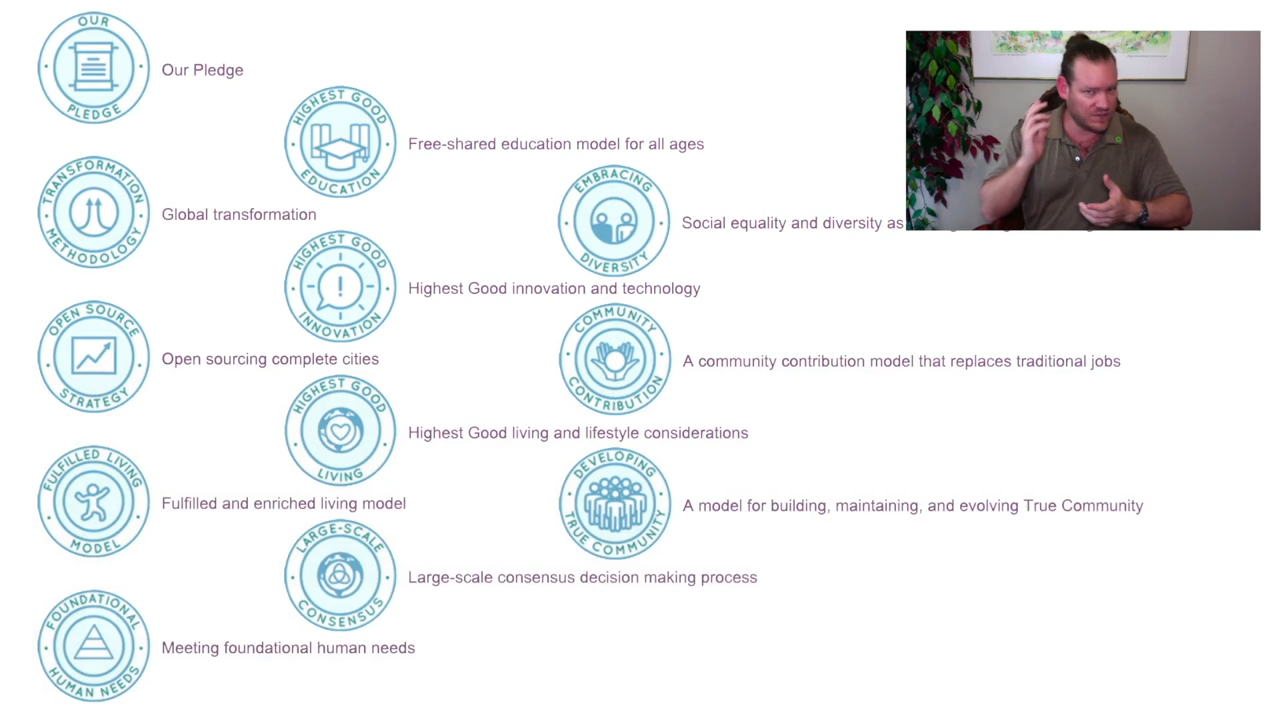 OUR
PLEDGE
Our Pledge
HIGHEST GOOD
EDUCATION
Free-shared education model for all ages
TRANSFORMATION
METHODOLOGY
Global transformation
EMBRACING
DIVERSITY
Social equality and diversity as
HIGHEST GOOD
INNOVATION
Highest Good innovation and technology
OPEN SOURCE
STRATEGY
Open sourcing complete cities
COMMUNITY
CONTRIBUTION
A community contribution model that replaces traditional jobs
HIGHEST GOOD
LIVING
Highest Good living and lifestyle considerations
FULFILLED LIVING
MODEL
Fulfilled and enriched living model
DEVELOPING
TRUE COMMUNITY
A model for building, maintaining, and evolving True Community
LARGE-SCALE
CONSENSUS
Large-scale consensus decision making process
FOUNDATIONAL
HUMAN NEEDS
Meeting foundational human needs